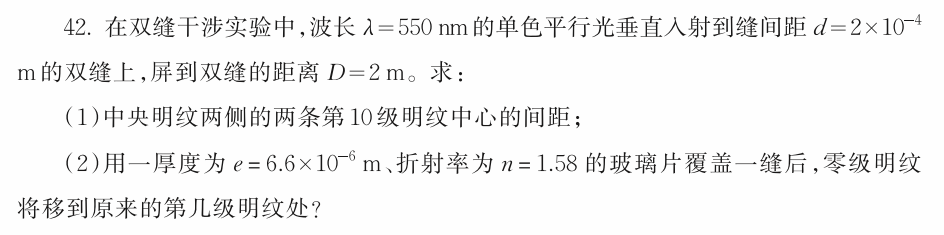 42. 在双缝干涉实验中,波长 λ=550 nm的单色平行光垂直入射到缝间距 d=2×10⁻⁴
m的双缝上,屏到双缝的距离 D=2 m。求:
(1)中央明纹两侧的两条第10级明纹中心的间距;
(2)用一厚度为 e=6.6×10⁻⁶ m、折射率为 n=1.58 的玻璃片覆盖一缝后,零级明纹
将移到原来的第几级明纹处?